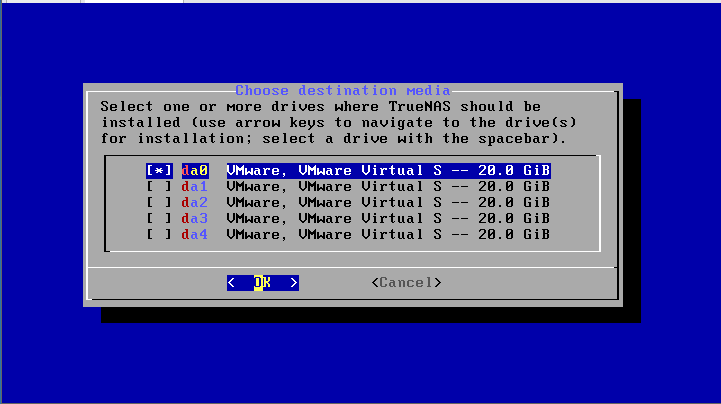 Choose destination media
Select one or more drives where TrueNAS should be
installed (use arrow keys to navigate to the drive(s)
for installation; select a drive with the spacebar).
[*] da0 VMware, VMware Virtual S -- 20.0 GiB
[ ] da1 VMware, VMware Virtual S -- 20.0 GiB
[ ] da2 VMware, VMware Virtual S -- 20.0 GiB
[ ] da3 VMware, VMware Virtual S -- 20.0 GiB
[ ] da4 VMware, VMware Virtual S -- 20.0 GiB
< OK > <Cancel>